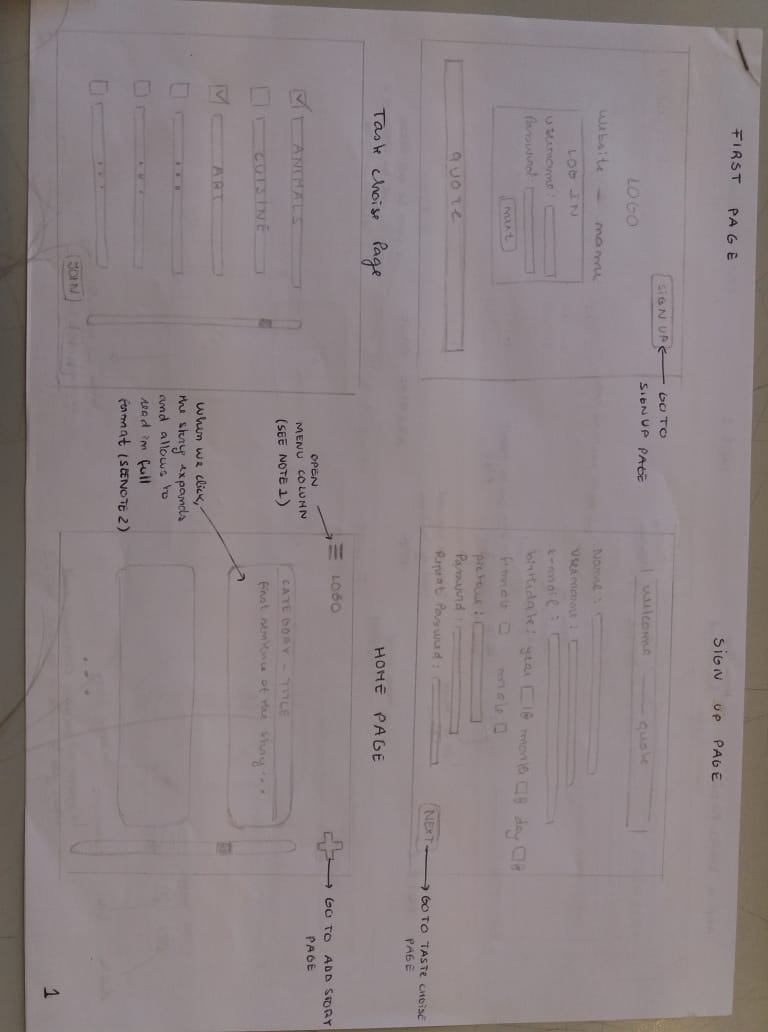 FIRST PAGE
SIGN UP
GO TO
SIGN UP PAGE
LOGO
website - name
LOG IN
username:
Password:
next
QUOTE
SIGN UP PAGE
welcome quote
Name:
Username:
e-mail:
birthdate: year month day
female male
picture:
Password:
Repeat Password:
NEXT
GO TO TASTE CHOISE
PAGE
Taste choise Page
ANIMALS
CUISINE
ART
...
...
...
JOIN
HOME PAGE
OPEN
MENU COLUMN
(SEE NOTE 1)
LOGO
GO TO ADD STORY
PAGE
CATEGORY - TITLE
First sentence of the story...
when we click,
the story expands
and allows to
read in full
format (SEE NOTE 2)
....
1